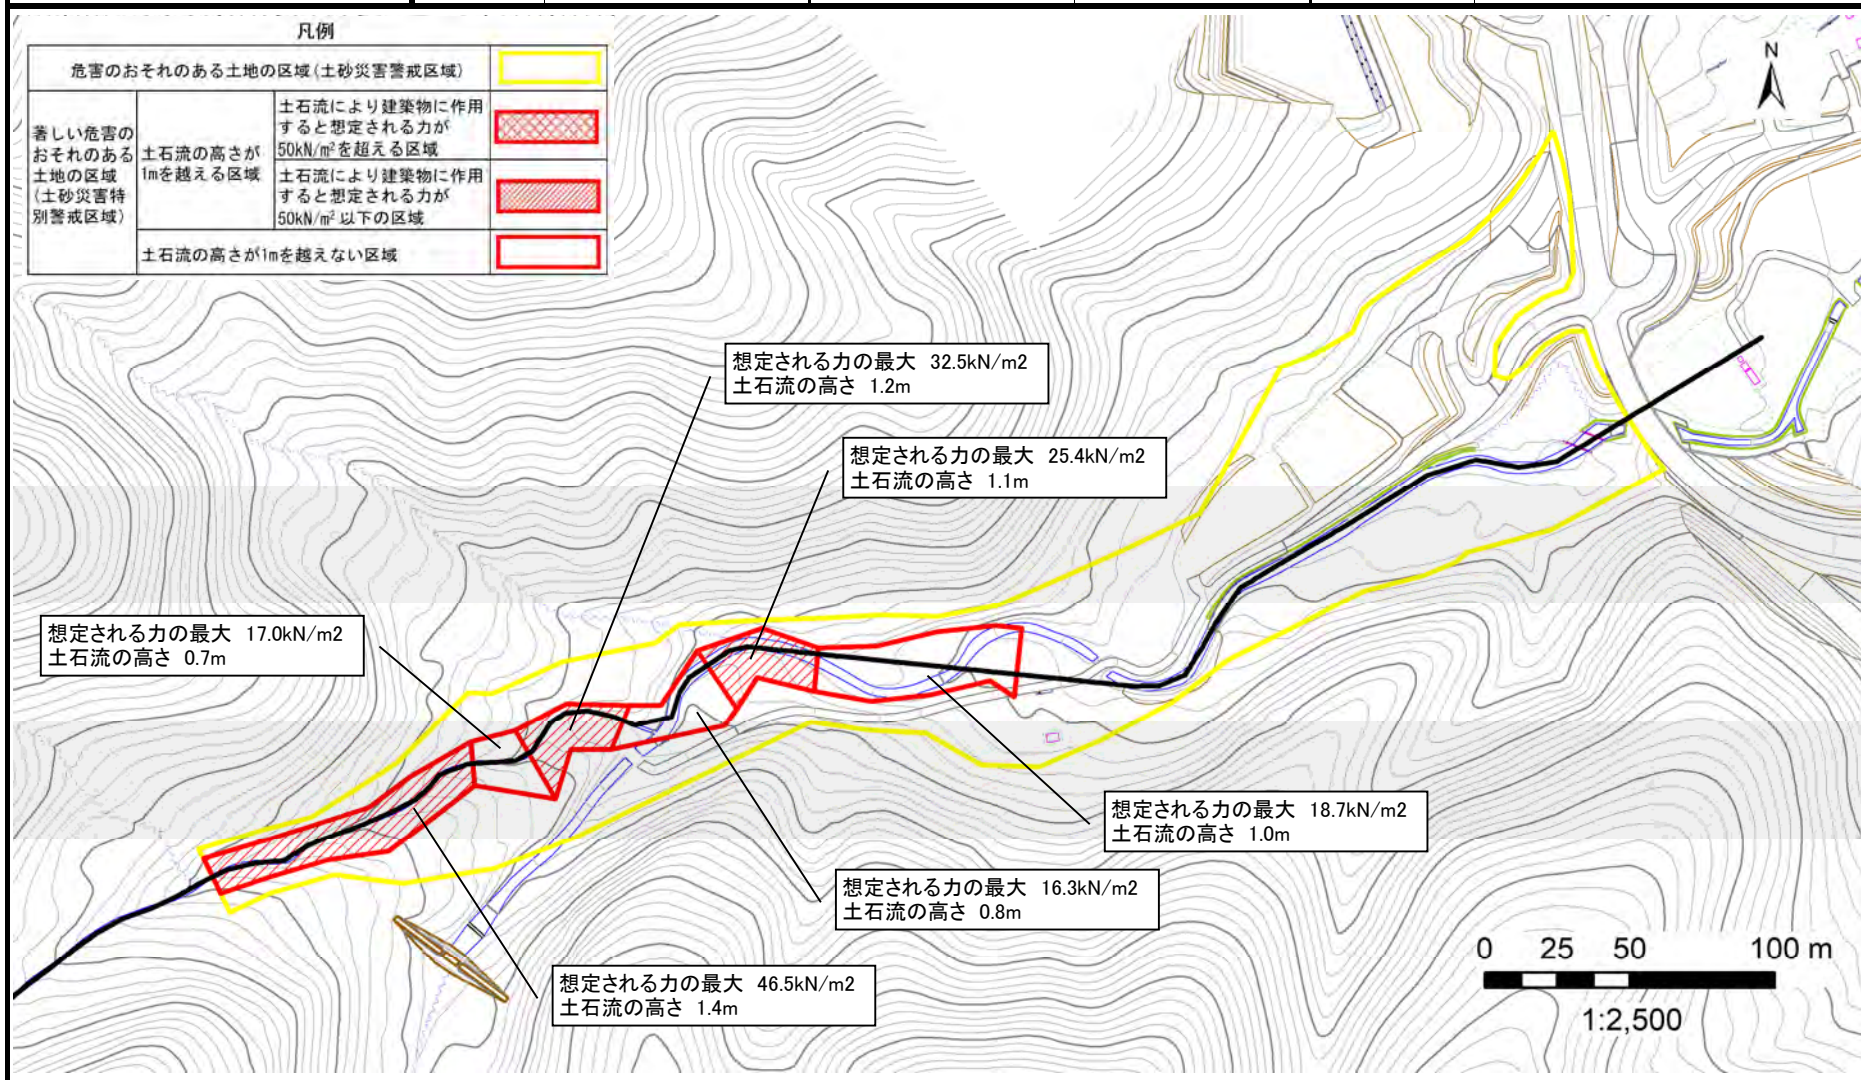 凡例
危害のおそれのある土地の区域(土砂災害警戒区域)
著しい危害の
おそれのある
土地の区域
(土砂災害特
別警戒区域)
土石流の高さが
1mを越える区域
土石流により建築物に作用
すると想定される力が
50kN/m²を超える区域
土石流により建築物に作用
すると想定される力が
50kN/m²以下の区域
土石流の高さが1mを越えない区域
N
想定される力の最大 32.5kN/m2
土石流の高さ 1.2m
想定される力の最大 25.4kN/m2
土石流の高さ 1.1m
想定される力の最大 17.0kN/m2
土石流の高さ 0.7m
想定される力の最大 18.7kN/m2
土石流の高さ 1.0m
想定される力の最大 16.3kN/m2
土石流の高さ 0.8m
想定される力の最大 46.5kN/m2
土石流の高さ 1.4m
0 25 50 100 m
1:2,500